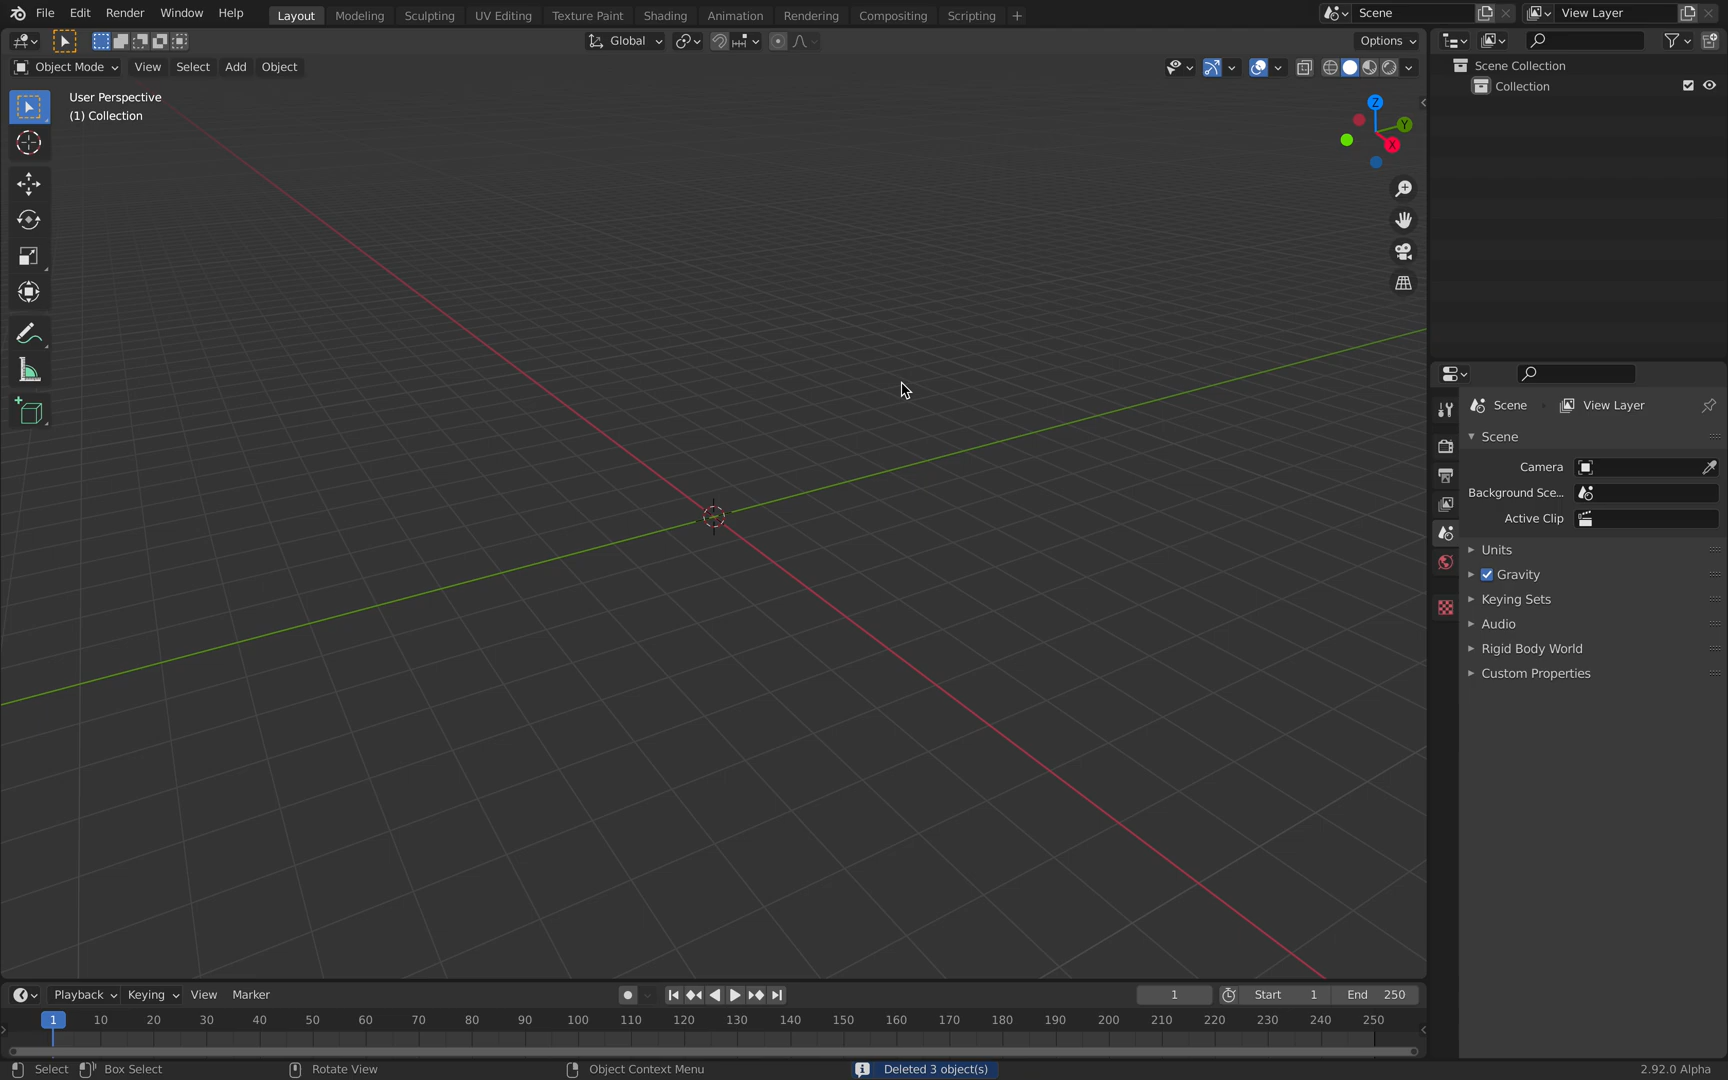 File Edit Render Window Help Layout Modeling Sculpting UV Editing Texture Paint Shading Animation Rendering Compositing Scripting + Scene View Layer
Global Options
Object Mode View Select Add Object
User Perspective
(1) Collection
Z
Y
X
Scene Collection
Collection
Scene View Layer
Scene
Camera
Background Sce...
Active Clip
Units
Gravity
Keying Sets
Audio
Rigid Body World
Custom Properties
Playback Keying View Marker 1 Start 1 End 250
1 10 20 30 40 50 60 70 80 90 100 110 120 130 140 150 160 170 180 190 200 210 220 230 240 250
Select Box Select Rotate View Object Context Menu Deleted 3 object(s) 2.92.0 Alpha